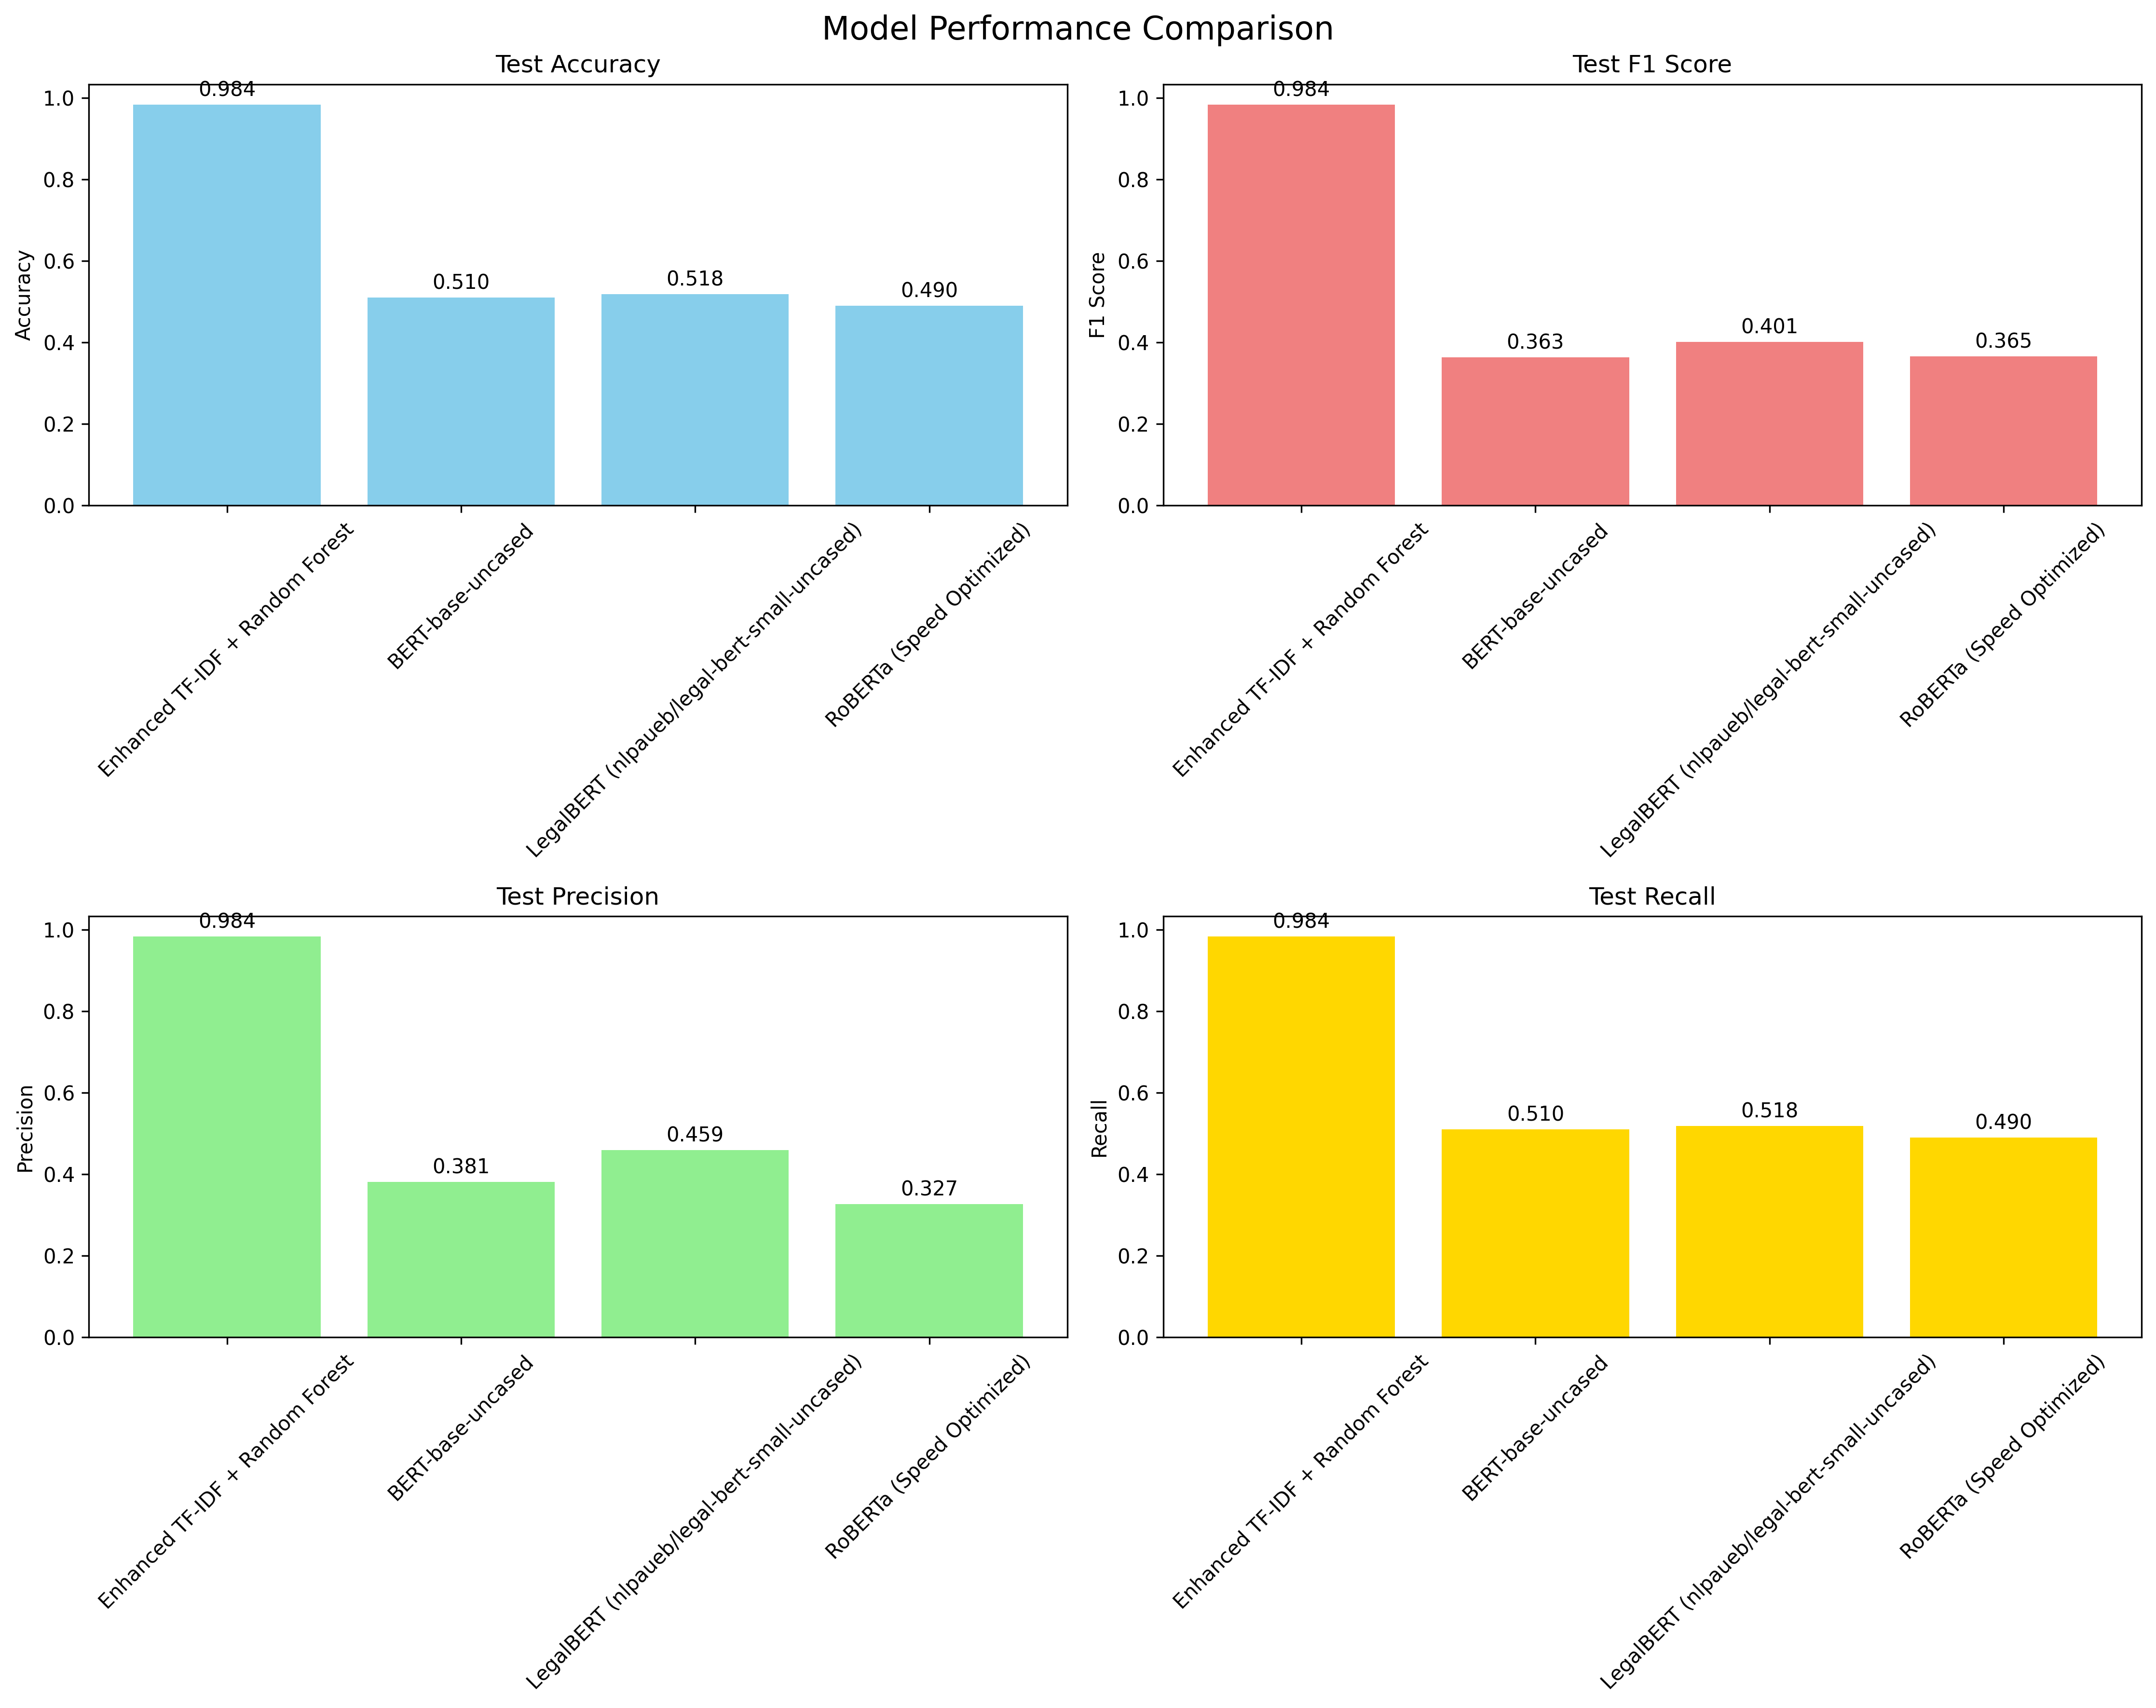 Model Performance Comparison
Test Accuracy
Accuracy
1.0
0.8
0.6
0.4
0.2
0.0
0.984
0.510
0.518
0.490
Enhanced TF-IDF + Random Forest
BERT-base-uncased
LegalBERT (nlpaueb/legal-bert-small-uncased)
RoBERTa (Speed Optimized)
Test F1 Score
F1 Score
1.0
0.8
0.6
0.4
0.2
0.0
0.984
0.363
0.401
0.365
Enhanced TF-IDF + Random Forest
BERT-base-uncased
LegalBERT (nlpaueb/legal-bert-small-uncased)
RoBERTa (Speed Optimized)
Test Precision
Precision
1.0
0.8
0.6
0.4
0.2
0.0
0.984
0.381
0.459
0.327
Enhanced TF-IDF + Random Forest
BERT-base-uncased
LegalBERT (nlpaueb/legal-bert-small-uncased)
RoBERTa (Speed Optimized)
Test Recall
Recall
1.0
0.8
0.6
0.4
0.2
0.0
0.984
0.510
0.518
0.490
Enhanced TF-IDF + Random Forest
BERT-base-uncased
LegalBERT (nlpaueb/legal-bert-small-uncased)
RoBERTa (Speed Optimized)